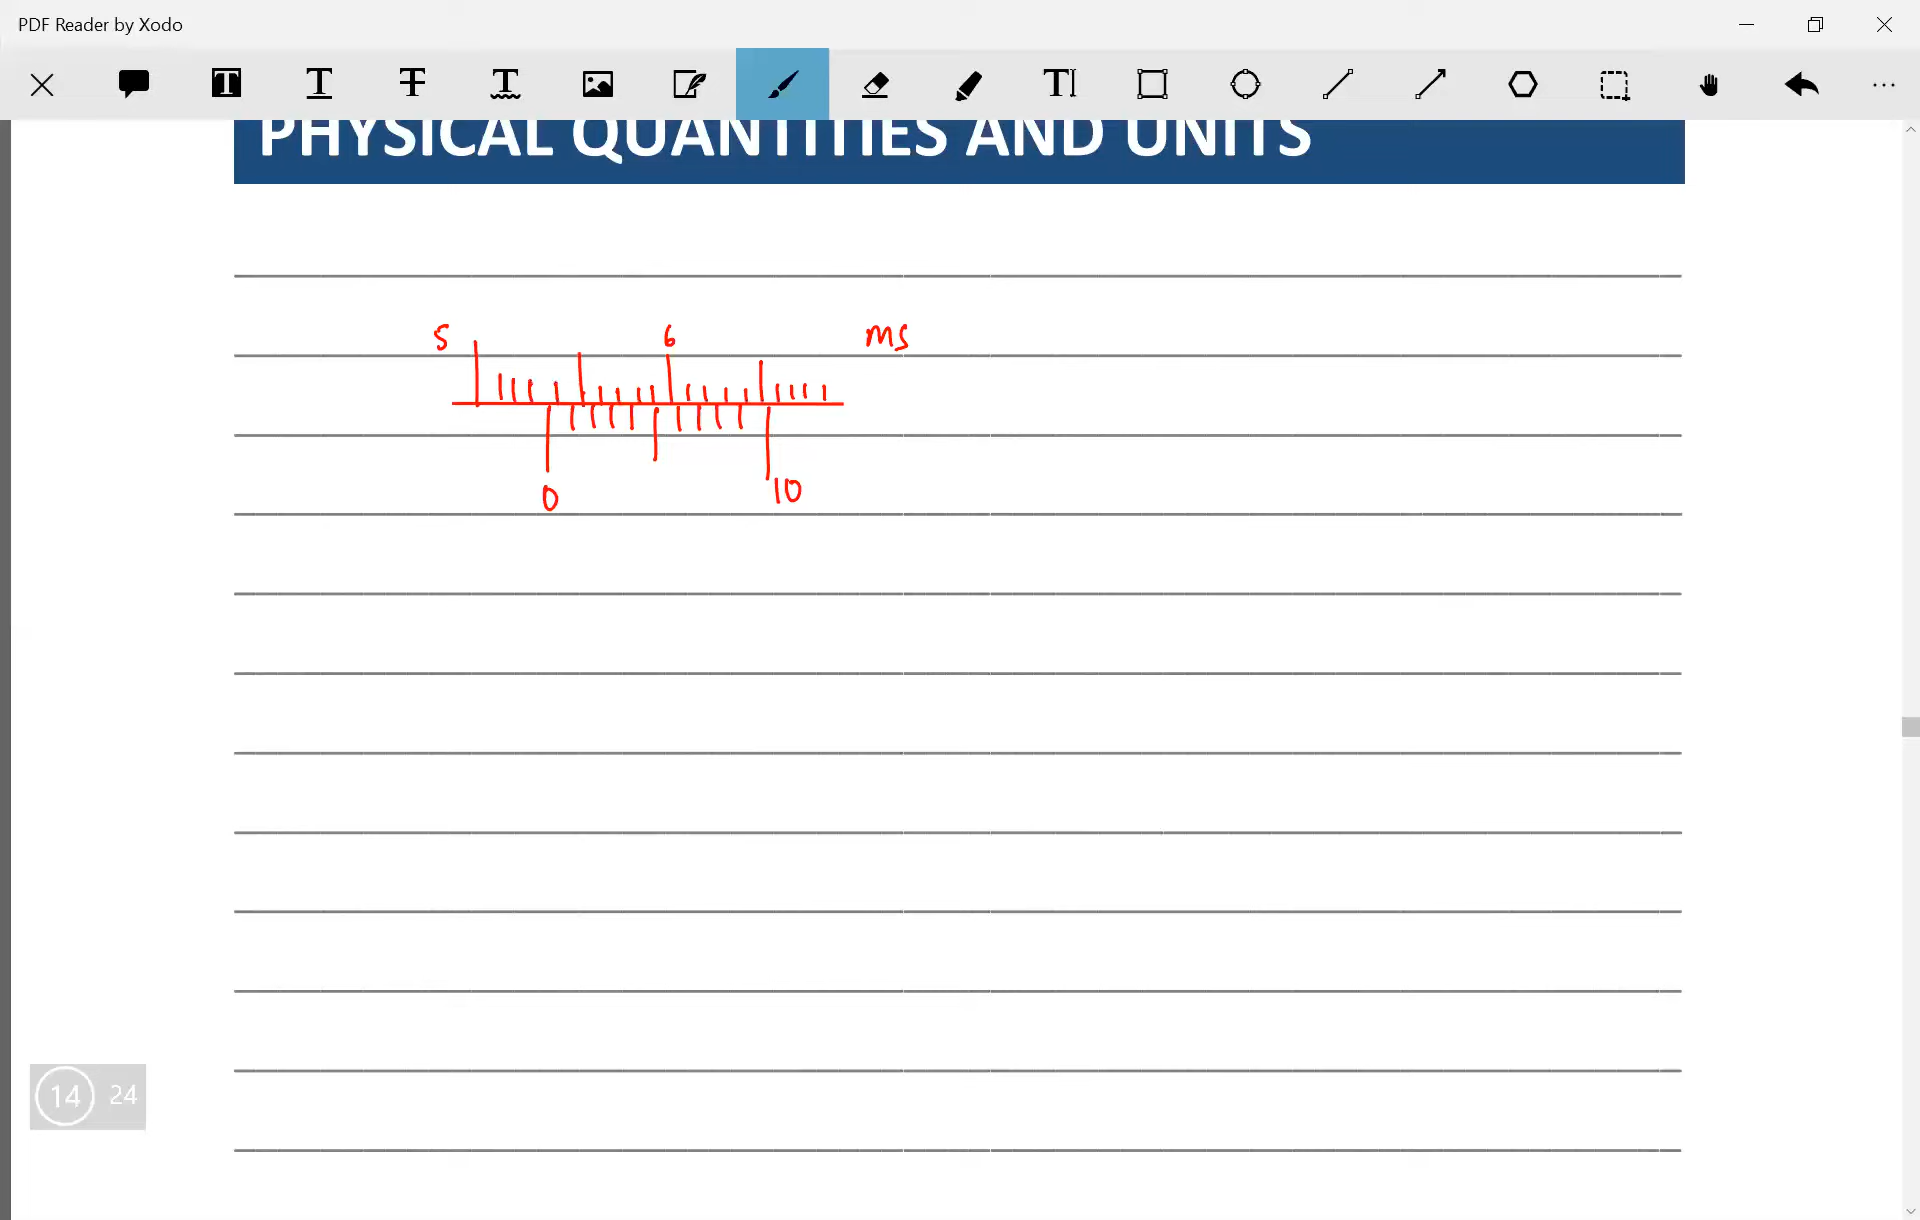 PDF Reader by Xodo
PHYSICAL QUANTITIES AND UNITS
5 6 MS
0 10
14 24